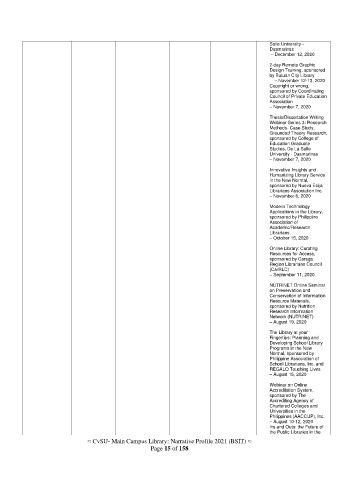 Salle University -
Dasmarinas
– December 12, 2020
2-day Remote Graphic
Design Training, sponsored
by Butuan City Library
– November 12-13, 2020
Copyright or wrong,
sponsored by Coordinating
Council of Private Education
Association
– November 7, 2020
Thesis/Dissertation Writing
Webinar Series 3: Research
Methods: Case Study,
Grounded Theory Research,
sponsored by College of
Education Graduate
Studies, De La Salle
University - Dasmarinas
– November 7, 2020
Innovative Insights and
Humanizing Library Service
in the New Normal,
sponsored by Nueva Ecija
Librarians Association Inc.
– November 6, 2020
Modern Technology
Applications in the Library,
sponsored by Philippine
Association of
Academic/Research
Librarians
– October 15, 2020
Online Library: Curating
Resources for Access,
sponsored by Caraga
Region Librarians Council
(CARLC)
– September 11, 2020
NUTRINET Online Seminar
on Preservation and
Conservation of Information
Resource Materials,
sponsored by Nutrition
Research Information
Network (NUTRINET)
– August 19, 2020
The Library at your
Fingertips: Planning and
Developing School Library
Programs in the New
Normal, sponsored by
Philippine Association of
School Librarians, Inc. and
REGALO Touching Lives
– August 15, 2020
Webinar on Online
Accreditation System,
sponsored by The
Accrediting Agency of
Chartered Colleges and
Universities in the
Philippines (AACCUP), Inc.
– August 10-12, 2020
Ins and Outs: the Future of
the Public Libraries in the
≈ CvSU- Main Campus Library: Narrative Profile 2021 (BSIT) ≈
Page 15 of 158